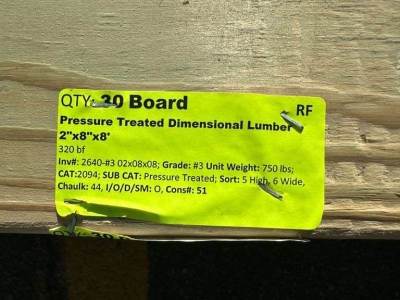 QTY: 30 Board
RF
Pressure Treated Dimensional Lumber
2"x8"x8'
320 bf
Inv#: 2640-#3 02x08x08; Grade: #3 Unit Weight: 750 lbs;
CAT:2094; SUB CAT: Pressure Treated; Sort: 5 High, 6 Wide,
Chaulk: 44, I/O/D/SM: O, Cons#: 51